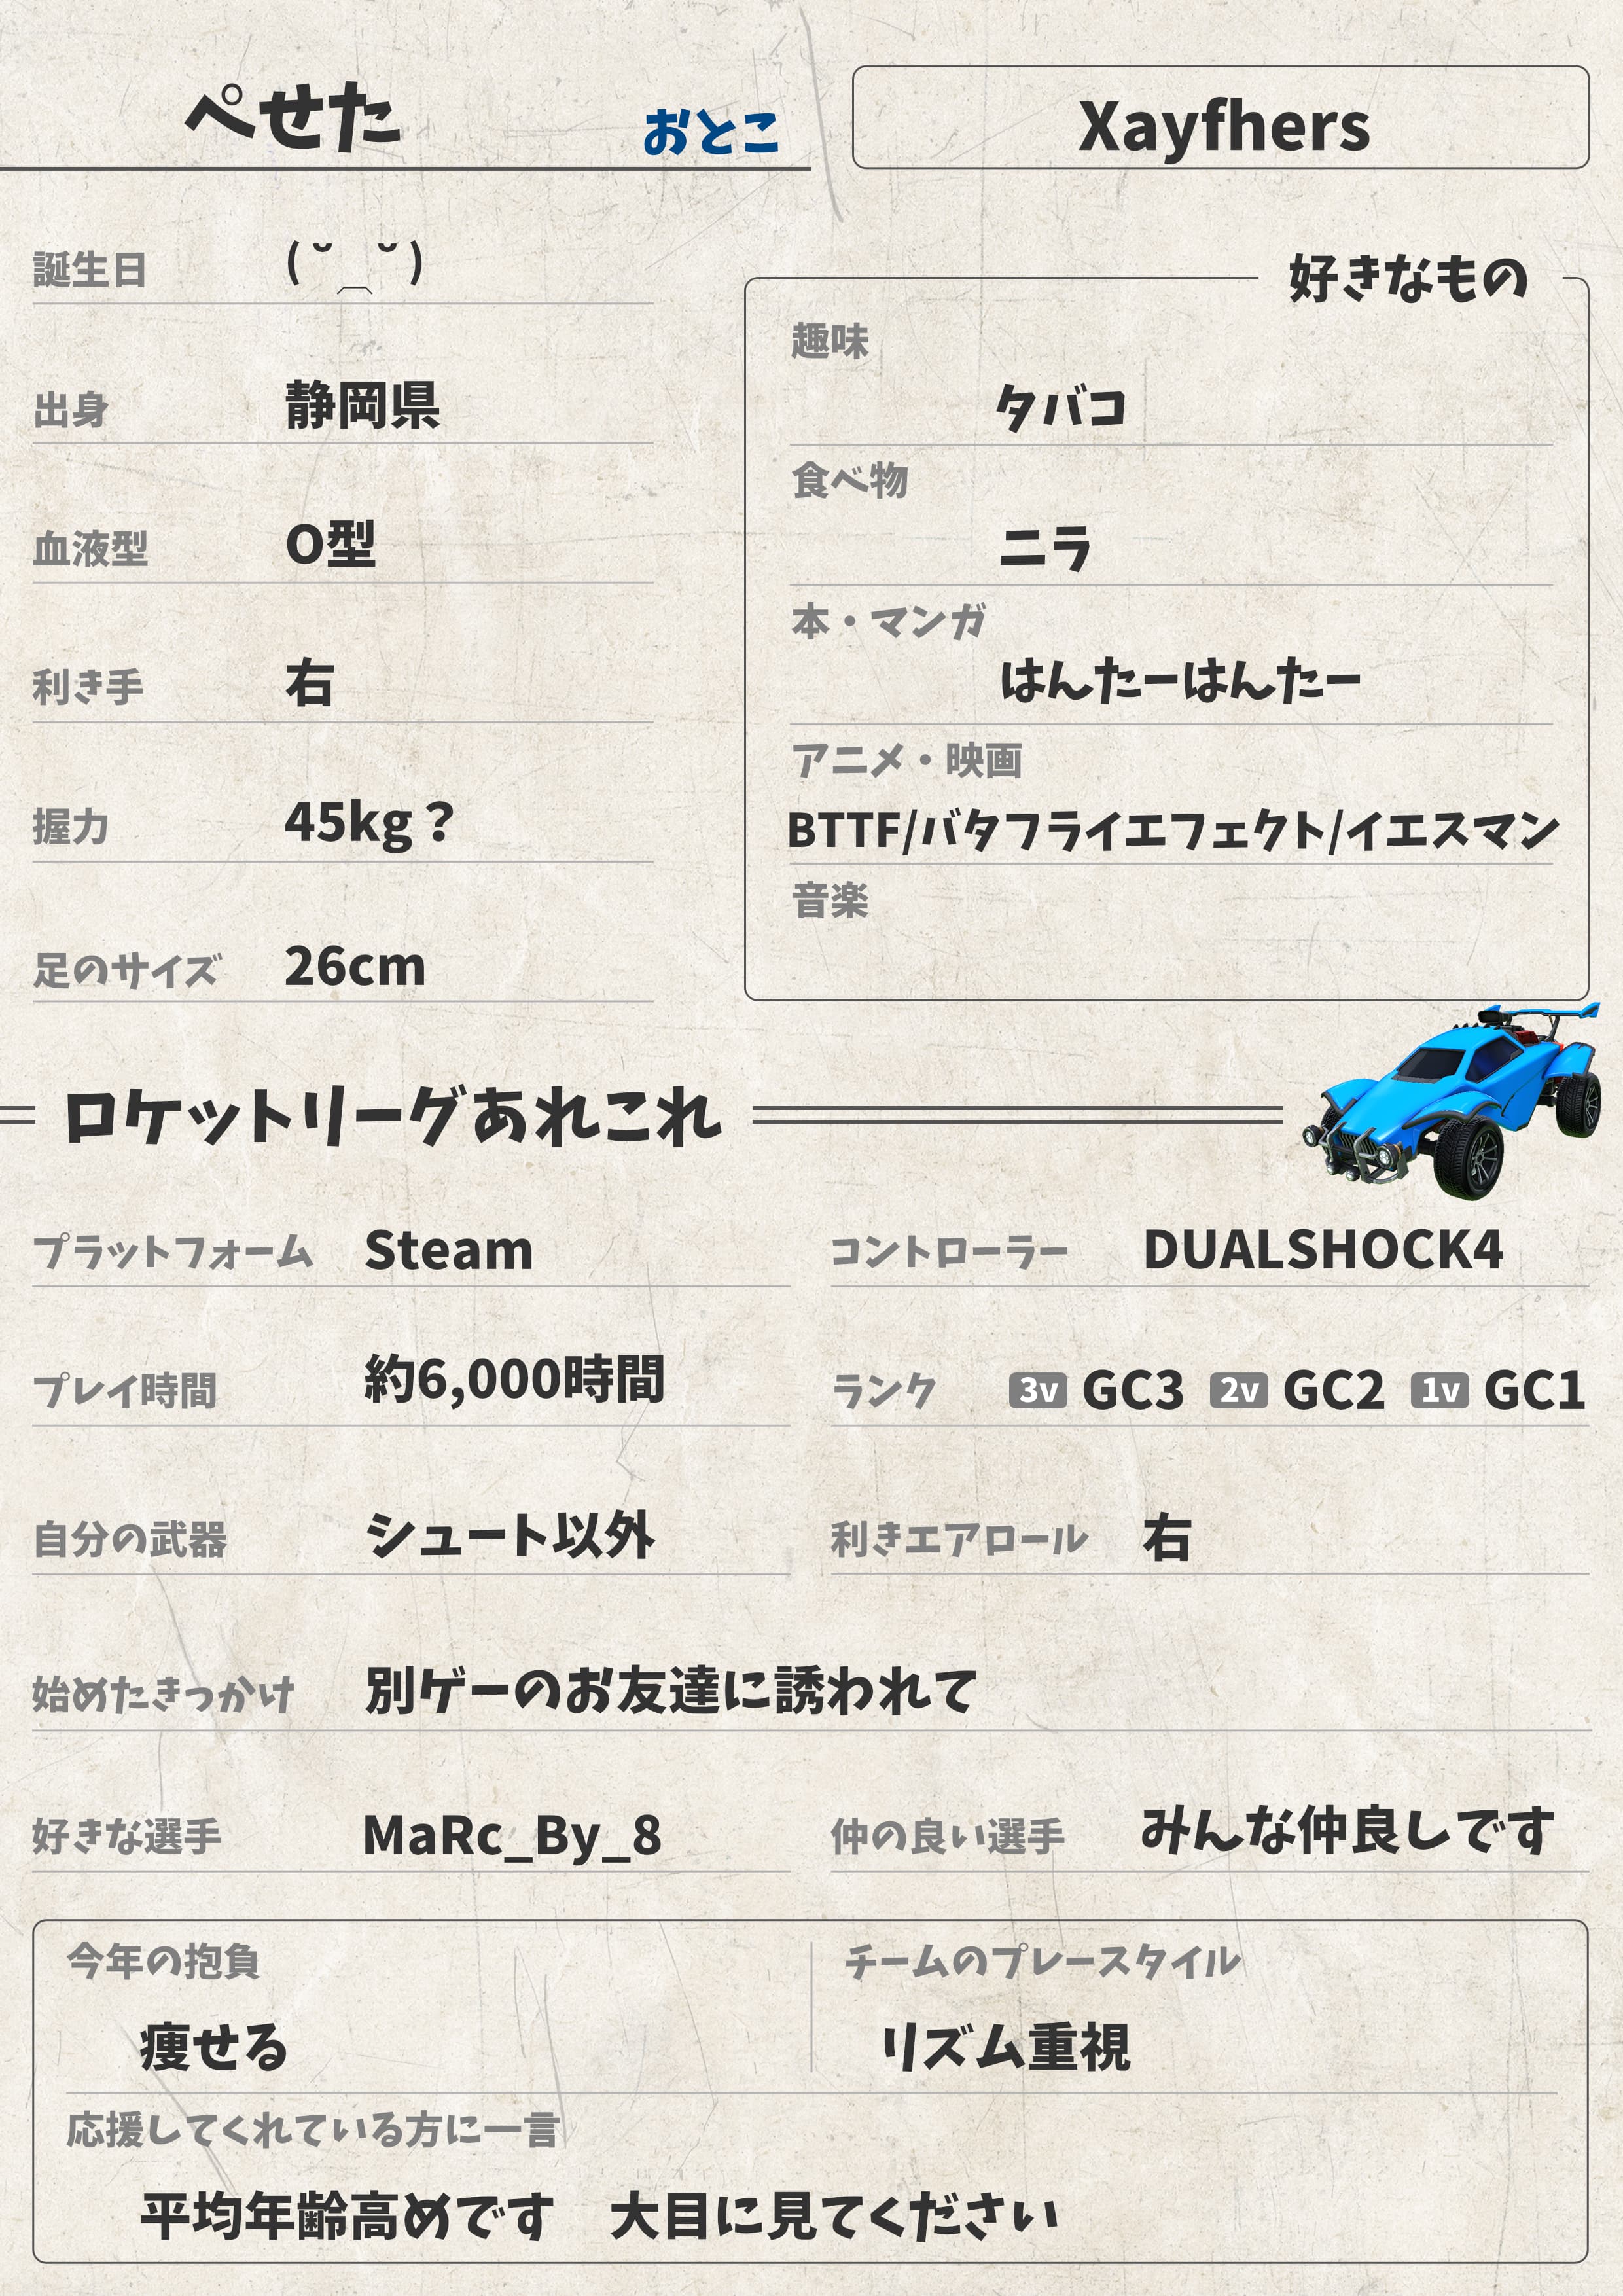 ぺせた
おとこ
Xayfhers
誕生日 ( ˘ ︿ ˘ )
出身 静岡県
血液型 O型
利き手 右
握力 45kg？
足のサイズ 26cm
好きなもの
趣味
タバコ
食べ物
ニラ
本・マンガ
はんたーはんたー
アニメ・映画
BTTF/バタフライエフェクト/イエスマン
音楽
ロケットリーグあれこれ
プラットフォーム Steam
コントローラー DUALSHOCK4
プレイ時間 約6,000時間
ランク 3v GC3 2v GC2 1v GC1
自分の武器 シュート以外
利きエアロール 右
始めたきっかけ 別ゲーのお友達に誘われて
好きな選手 MaRc_By_8
仲の良い選手 みんな仲良しです
今年の抱負
痩せる
チームのプレースタイル
リズム重視
応援してくれている方に一言
平均年齢高めです　大目に見てください